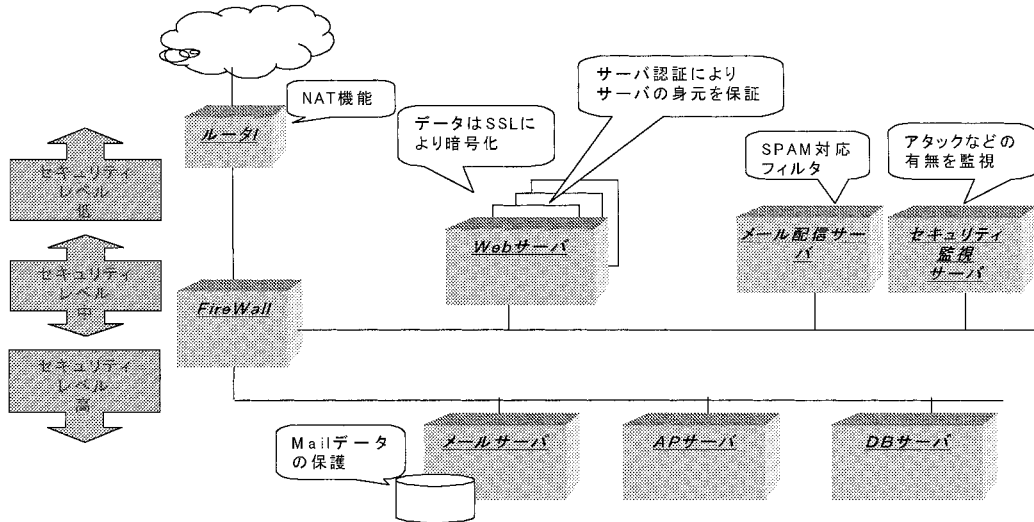 サーバ認証により
サーバの身元を保証
NAT機能
データはSSLに
より暗号化
SPAM対応
フィルタ
アタックなどの
有無を監視
ルータI
セキュリティ
レベル
低
Webサーバ
メール配信サー
バ
セキュリティ
監視
サーバ
セキュリティ
レベル
中
FireWall
セキュリティ
レベル
高
Mailデータ
の保護
メールサーバ
APサーバ
DBサーバ